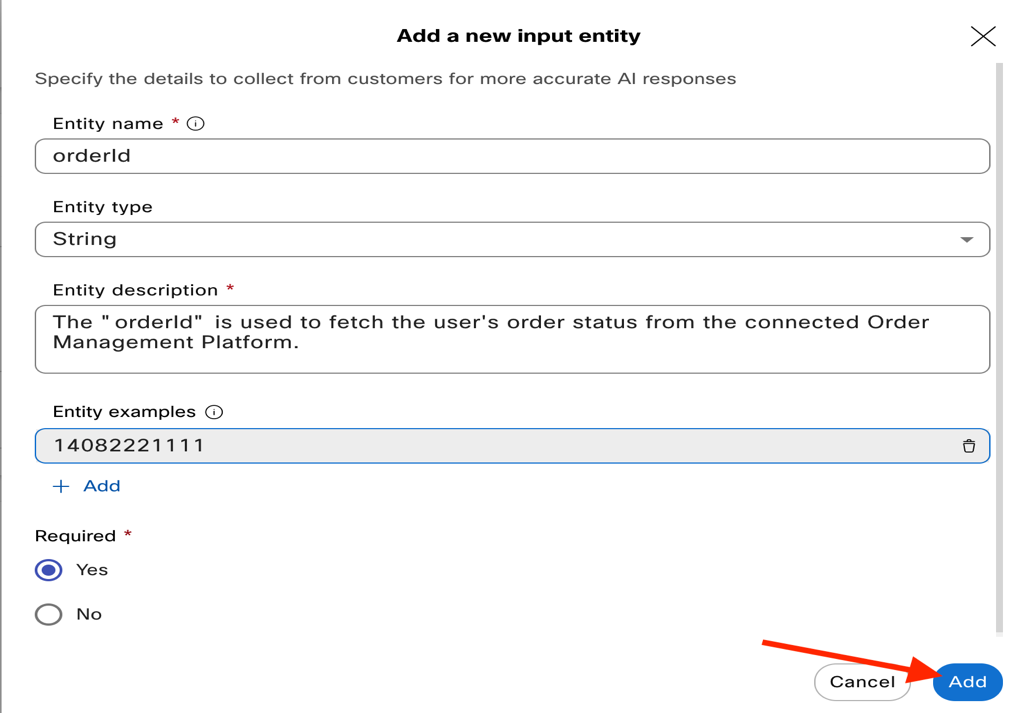 Add a new input entity
Specify the details to collect from customers for more accurate AI responses
Entity name *
orderId
Entity type
String
Entity description *
The "orderId" is used to fetch the user's order status from the connected Order
Management Platform.
Entity examples
14082221111
+ Add
Required *
Yes
No
Cancel
Add